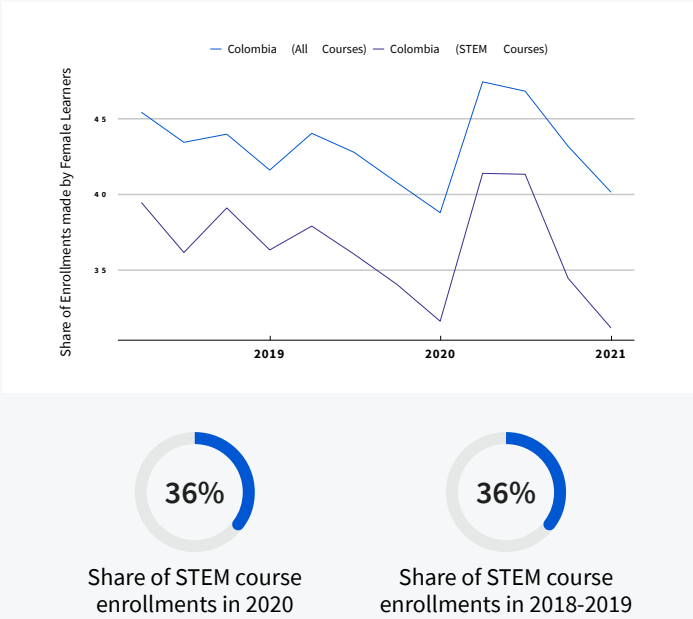 Colombia (All Courses) Colombia (STEM Courses)
Share of Enrollments made by Female Learners
45
40
35
2019 2020 2021
36% 36%
Share of STEM course
enrollments in 2020
Share of STEM course
enrollments in 2018-2019